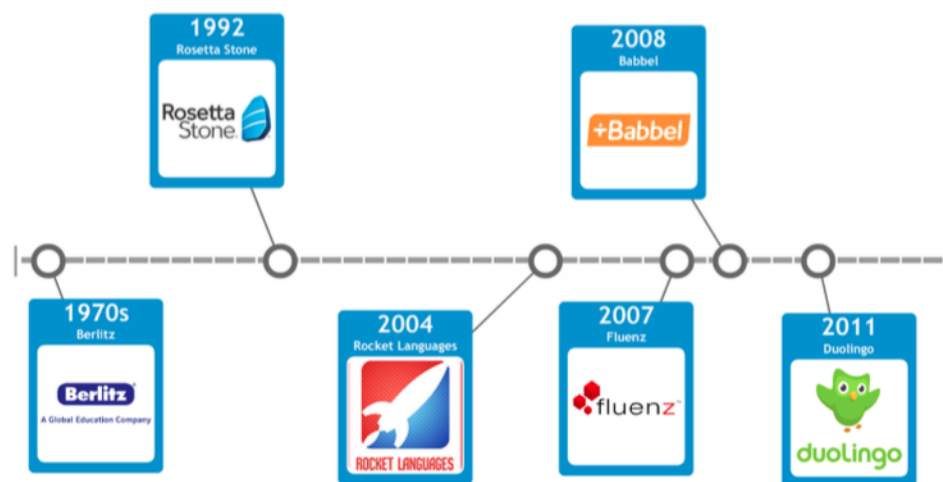 1992
Rosetta Stone
Rosetta
Stone
2008
Babbel
+Babbel
1970s
Berlitz
Berlitz
A Global Education Company
2004
Rocket Languages
ROCKET LANGUAGES
2007
Fluenz
fluenz™
2011
Duolingo
duolingo